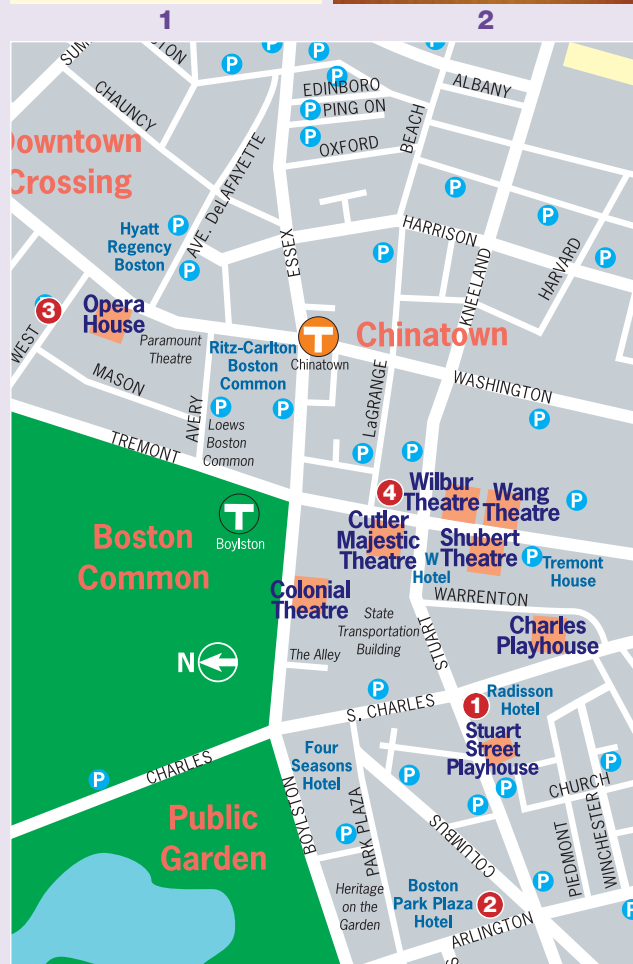 1
2
SUM
STON
CHAUNCY
Downtown
Crossing
AVE. DeLAFAYETTE
Hyatt
Regency
Boston
P
P
P
P
P
P
P
P
EDINBORO
PING ON
OXFORD
ESSEX
BEACH
ALBANY
HARRISON
KNEELAND
HARVARD
P
P
P
P
P
3
WEST
Opera
House
Paramount
Theatre
MASON
AVERY
Ritz-Carlton
Boston
Common
T
Chinatown
Chinatown
LaGRANGE
WASHINGTON
P
P
P
P
P
Loews
Boston
Common
TREMONT
T
Boylston
Boston
Common
4
Wilbur
Theatre
Wang
Theatre
P
Cutler
Majestic
Theatre
W
Hotel
Shubert
Theatre
P
Tremont
House
Colonial
Theatre
State
Transportation
Building
The Alley
STUART
WARRENTON
Charles
Playhouse
N
P
S. CHARLES
1
Radisson
Hotel
Stuart
Street
Playhouse
P
CHARLES
Four
Seasons
Hotel
BOYLSTON
PARK PLAZA
P
P
P
P
P
COLUMBUS
CHURCH
PIEDMONT
WINCHESTER
Public
Garden
Heritage
on the
Garden
Boston
Park Plaza
Hotel
2
P
P
ARLINGTON
S